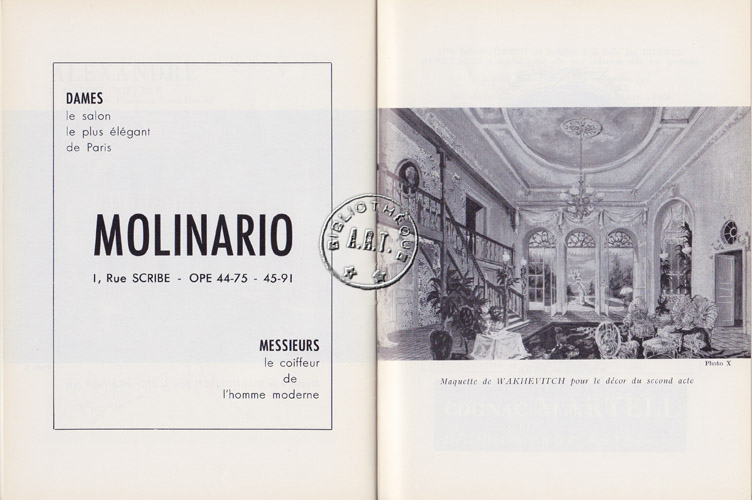 DAMES
le salon
le plus élégant
de Paris
MOLINARIO
1, Rue SCRIBE - OPE 44-75 - 45-91
MESSIEURS
le coiffeur
de
l'homme moderne
BIBLIOTHÈQUE
A.R.T.
Photo X
Maquette de WAKHEVITCH pour le décor du second acte